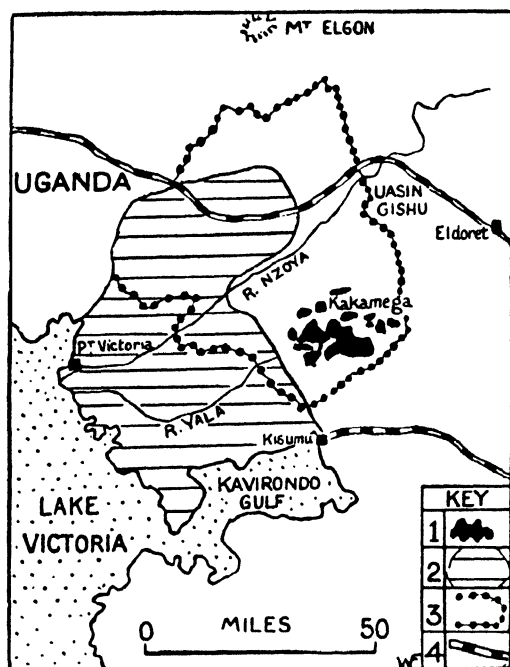 Mᵀ ELGON
UGANDA
UASIN
GISHU
Eldoret
R. NZOYA
Kakamega
Pᵀ Victoria
R. YALA
Kisumu
KAVIRONDO
GULF
LAKE
VICTORIA
KEY
1
2
3
4
MILES
0 50